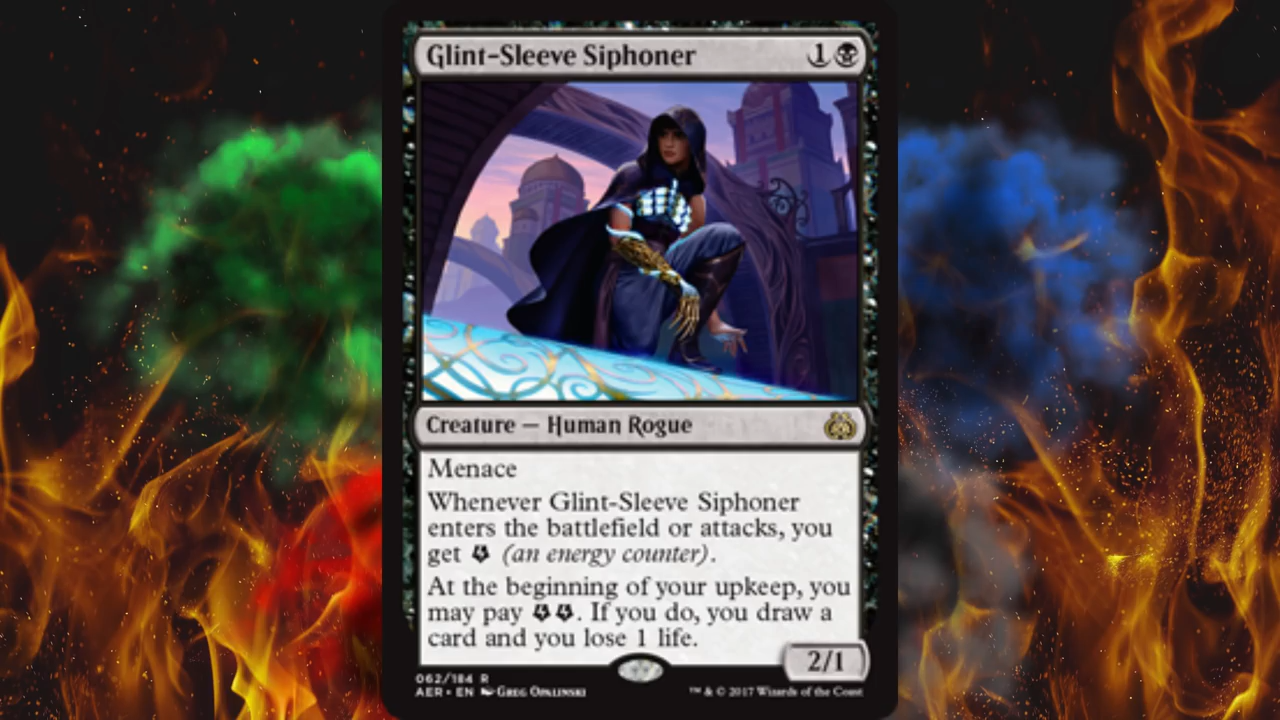 Glint-Sleeve Siphoner 1
Creature — Human Rogue
Menace
Whenever Glint-Sleeve Siphoner
enters the battlefield or attacks, you
get (an energy counter).
At the beginning of your upkeep, you
may pay . If you do, you draw a
card and you lose 1 life.
2/1
062/184 R
AER • EN Greg Opalinski
™ & © 2017 Wizards of the Coast